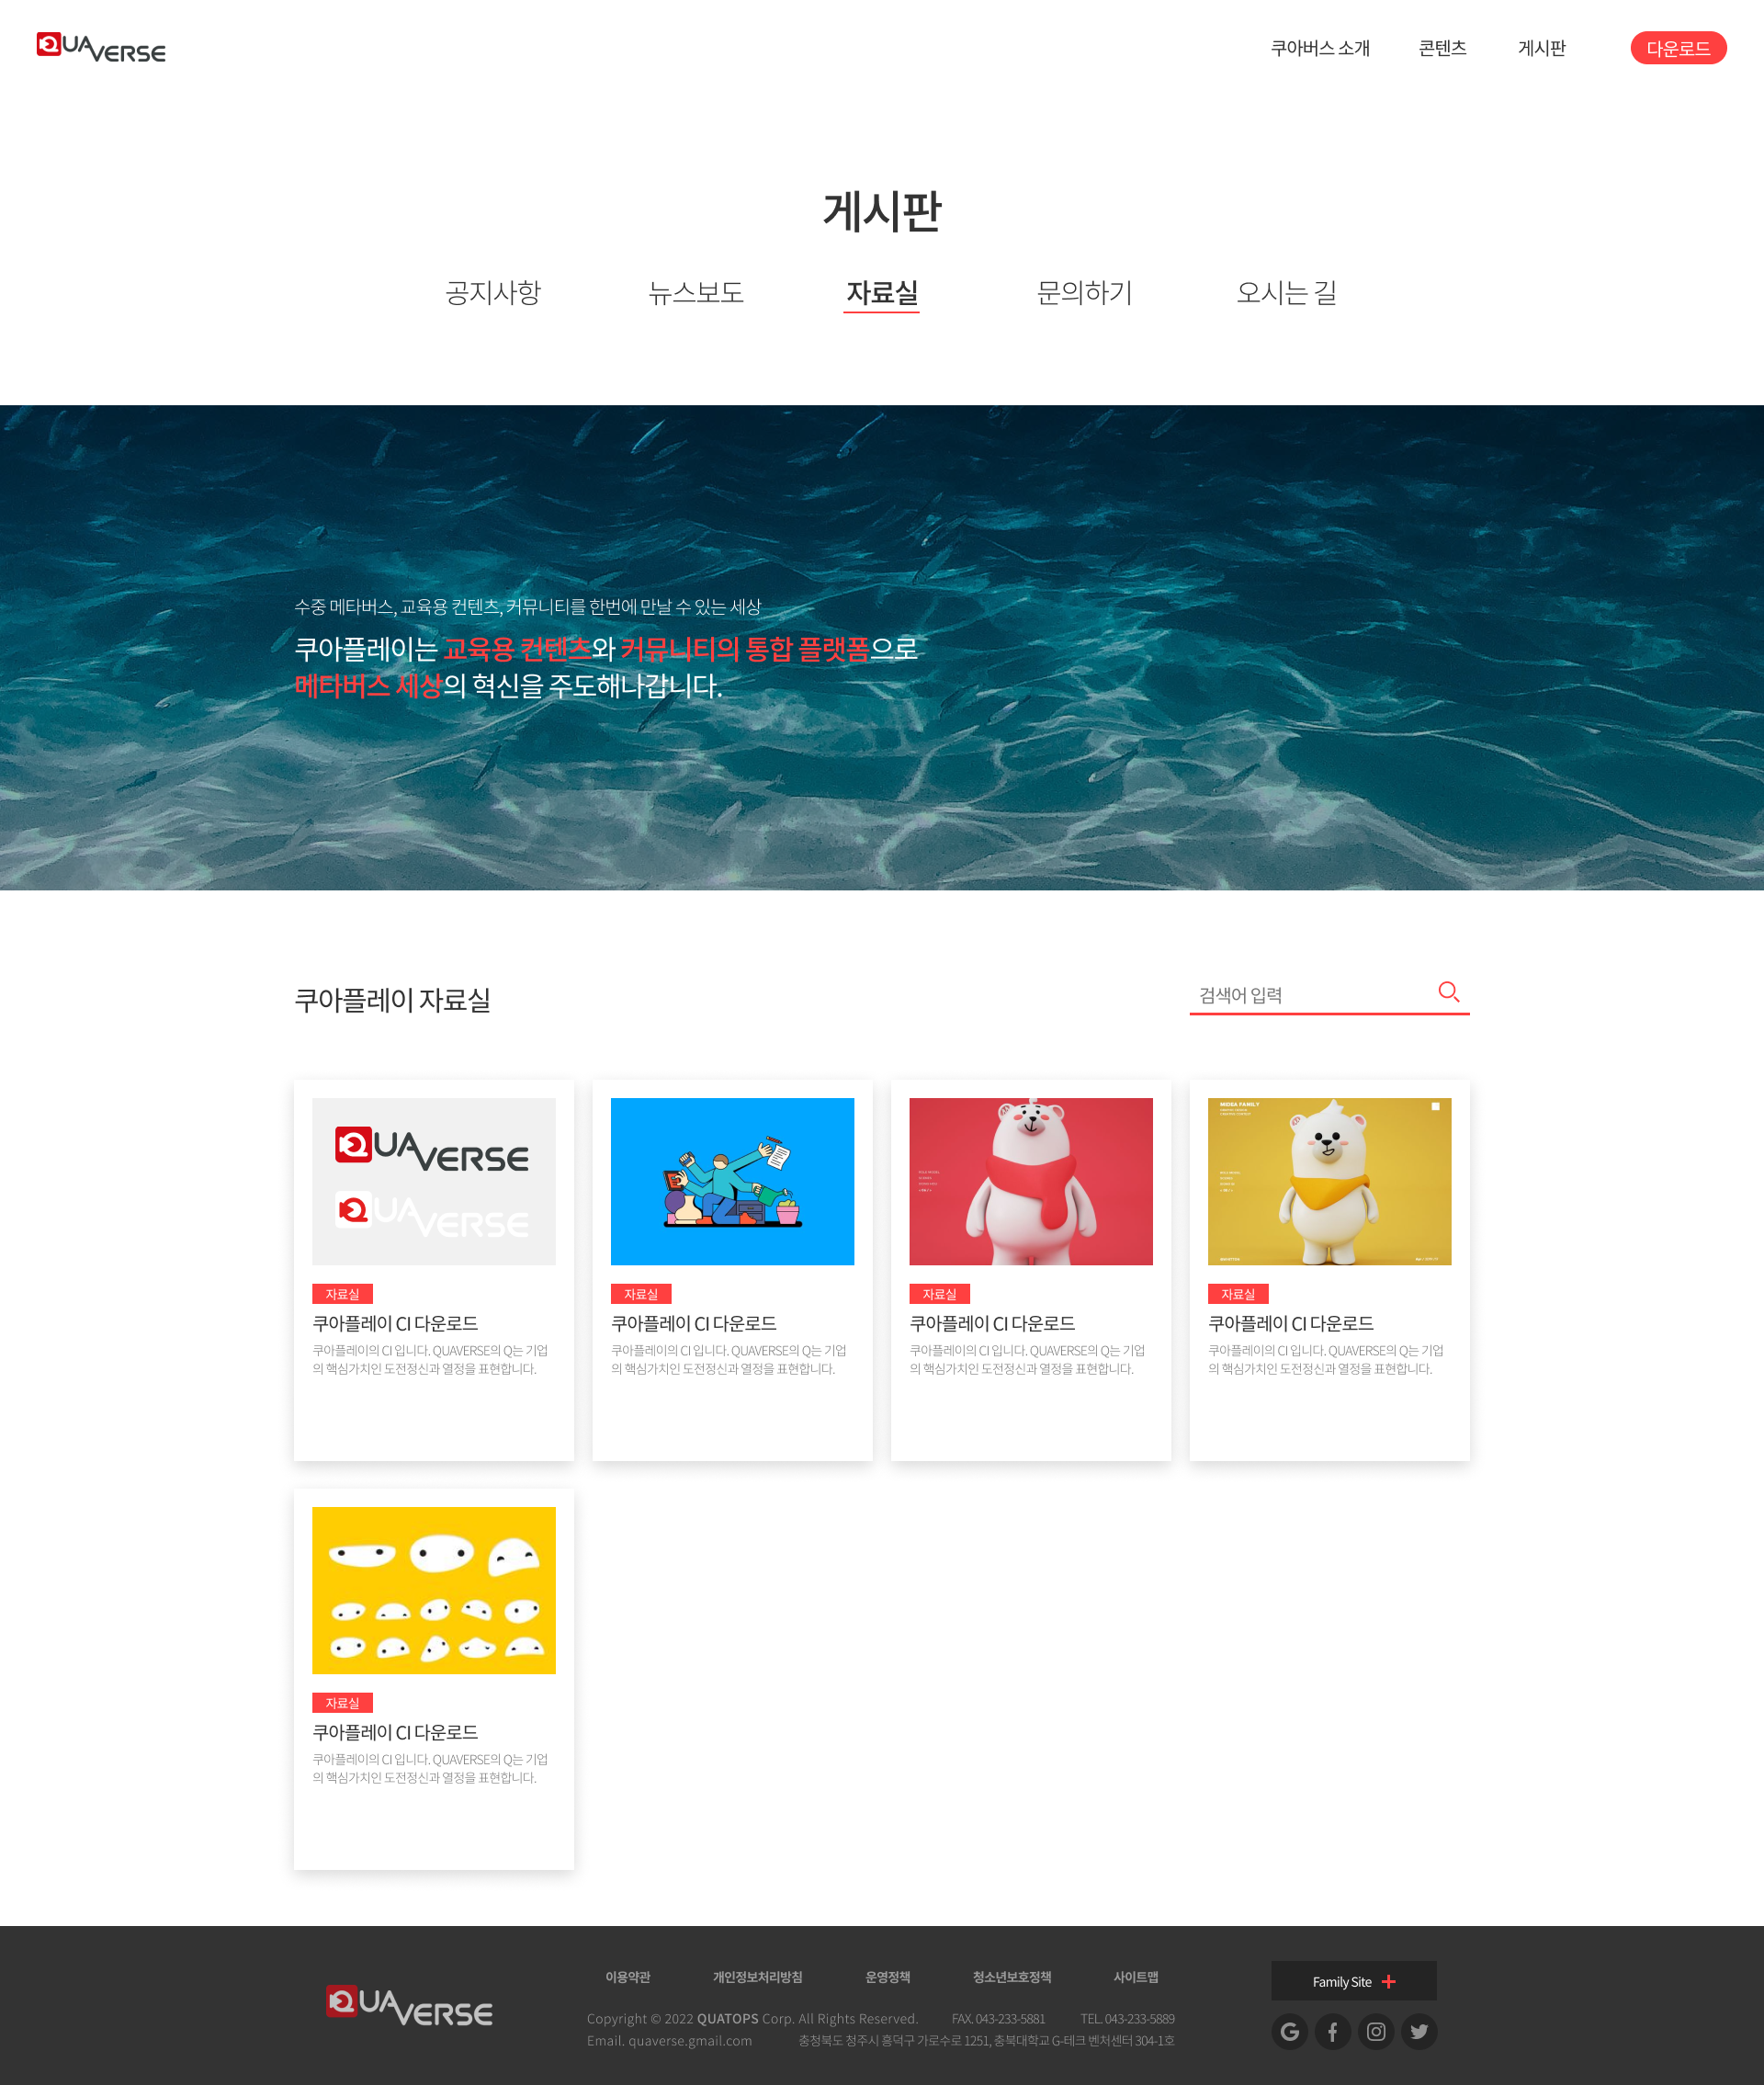 QUAVERSE
쿠아버스 소개
콘텐츠
게시판
다운로드
게시판
공지사항
뉴스보도
자료실
문의하기
오시는 길
수중 메타버스, 교육용 컨텐츠, 커뮤니티를 한번에 만날 수 있는 세상
쿠아플레이는 교육용 컨텐츠와 커뮤니티의 통합 플랫폼으로
메타버스 세상의 혁신을 주도해나갑니다.
쿠아플레이 자료실
검색어 입력
QUAVERSE
QUAVERSE
자료실
쿠아플레이 CI 다운로드
쿠아플레이의 CI 입니다. QUAVERSE의 Q는 기업
의 핵심가치인 도전정신과 열정을 표현합니다.
자료실
쿠아플레이 CI 다운로드
쿠아플레이의 CI 입니다. QUAVERSE의 Q는 기업
의 핵심가치인 도전정신과 열정을 표현합니다.
자료실
쿠아플레이 CI 다운로드
쿠아플레이의 CI 입니다. QUAVERSE의 Q는 기업
의 핵심가치인 도전정신과 열정을 표현합니다.
MIDEA FAMILY
자료실
쿠아플레이 CI 다운로드
쿠아플레이의 CI 입니다. QUAVERSE의 Q는 기업
의 핵심가치인 도전정신과 열정을 표현합니다.
자료실
쿠아플레이 CI 다운로드
쿠아플레이의 CI 입니다. QUAVERSE의 Q는 기업
의 핵심가치인 도전정신과 열정을 표현합니다.
QUAVERSE
이용약관
개인정보처리방침
운영정책
청소년보호정책
사이트맵
Copyright © 2022 QUATOPS Corp. All Rights Reserved.
FAX. 043-233-5881
TEL. 043-233-5889
Email. quaverse.gmail.com
충청북도 청주시 흥덕구 가로수로 1251, 충북대학교 G-테크 벤처센터 304-1호
Family Site